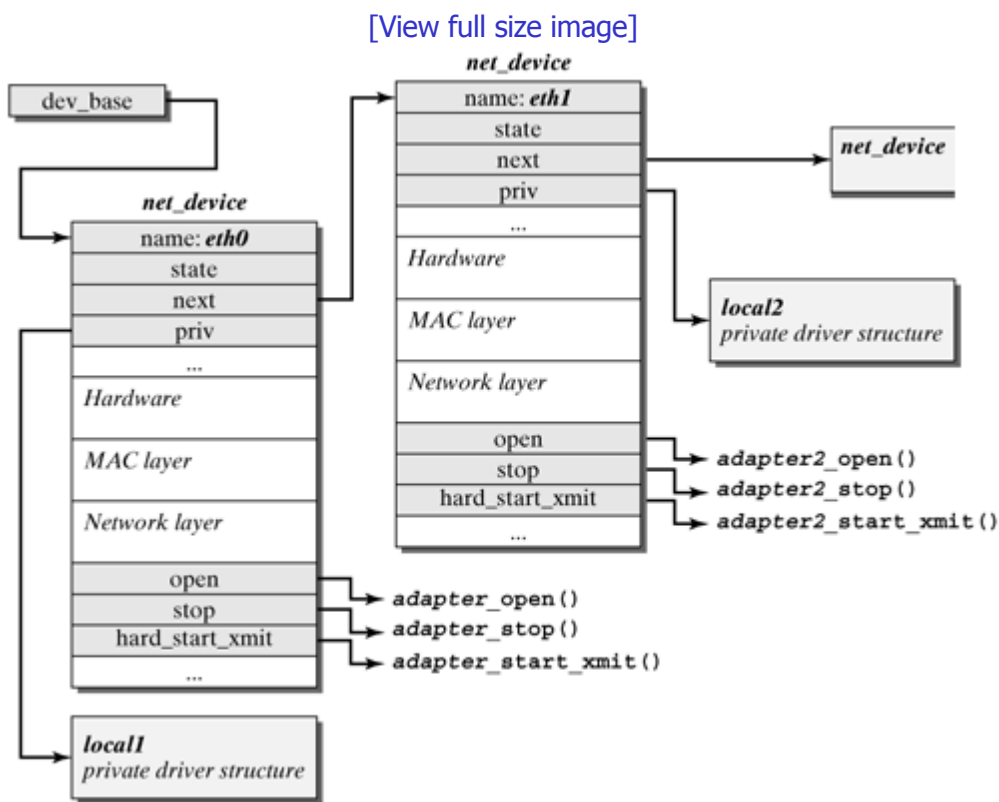 [View full size image]
dev_base
net_device
name: eth0
state
next
priv
...
Hardware
MAC layer
Network layer
open
stop
hard_start_xmit
...
adapter_open()
adapter_stop()
adapter_start_xmit()
local1
private driver structure
net_device
name: eth1
state
next
priv
...
Hardware
MAC layer
Network layer
open
stop
hard_start_xmit
...
adapter2_open()
adapter2_stop()
adapter2_start_xmit()
net_device
local2
private driver structure